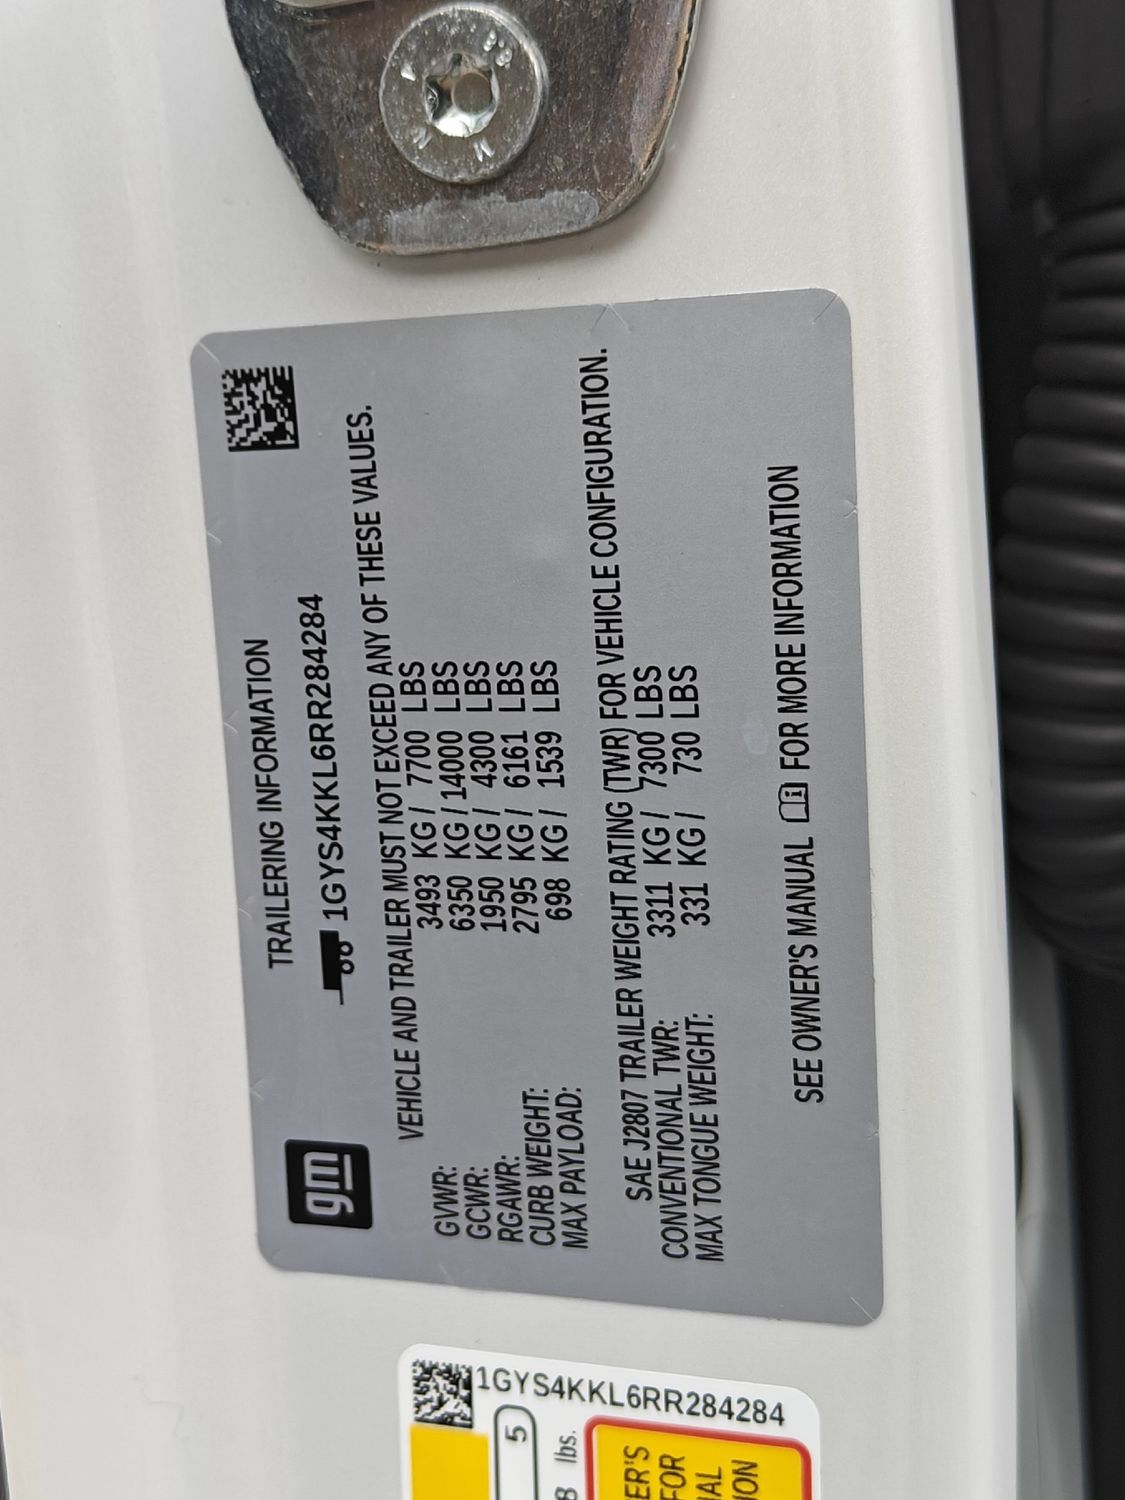 gm
TRAILERING INFORMATION
1GYS4KKL6RR284284
VEHICLE AND TRAILER MUST NOT EXCEED ANY OF THESE VALUES.
GVWR: 3493 KG / 7700 LBS
GCWR: 6350 KG / 14000 LBS
RGAWR: 1950 KG / 4300 LBS
CURB WEIGHT: 2795 KG / 6161 LBS
MAX PAYLOAD: 698 KG / 1539 LBS
SAE J2807 TRAILER WEIGHT RATING (TWR) FOR VEHICLE CONFIGURATION.
CONVENTIONAL TWR: 3311 KG / 7300 LBS
MAX TONGUE WEIGHT: 331 KG / 730 LBS
SEE OWNER'S MANUAL FOR MORE INFORMATION
1GYS4KKL6RR284284
5
lbs.
ER'S
FOR